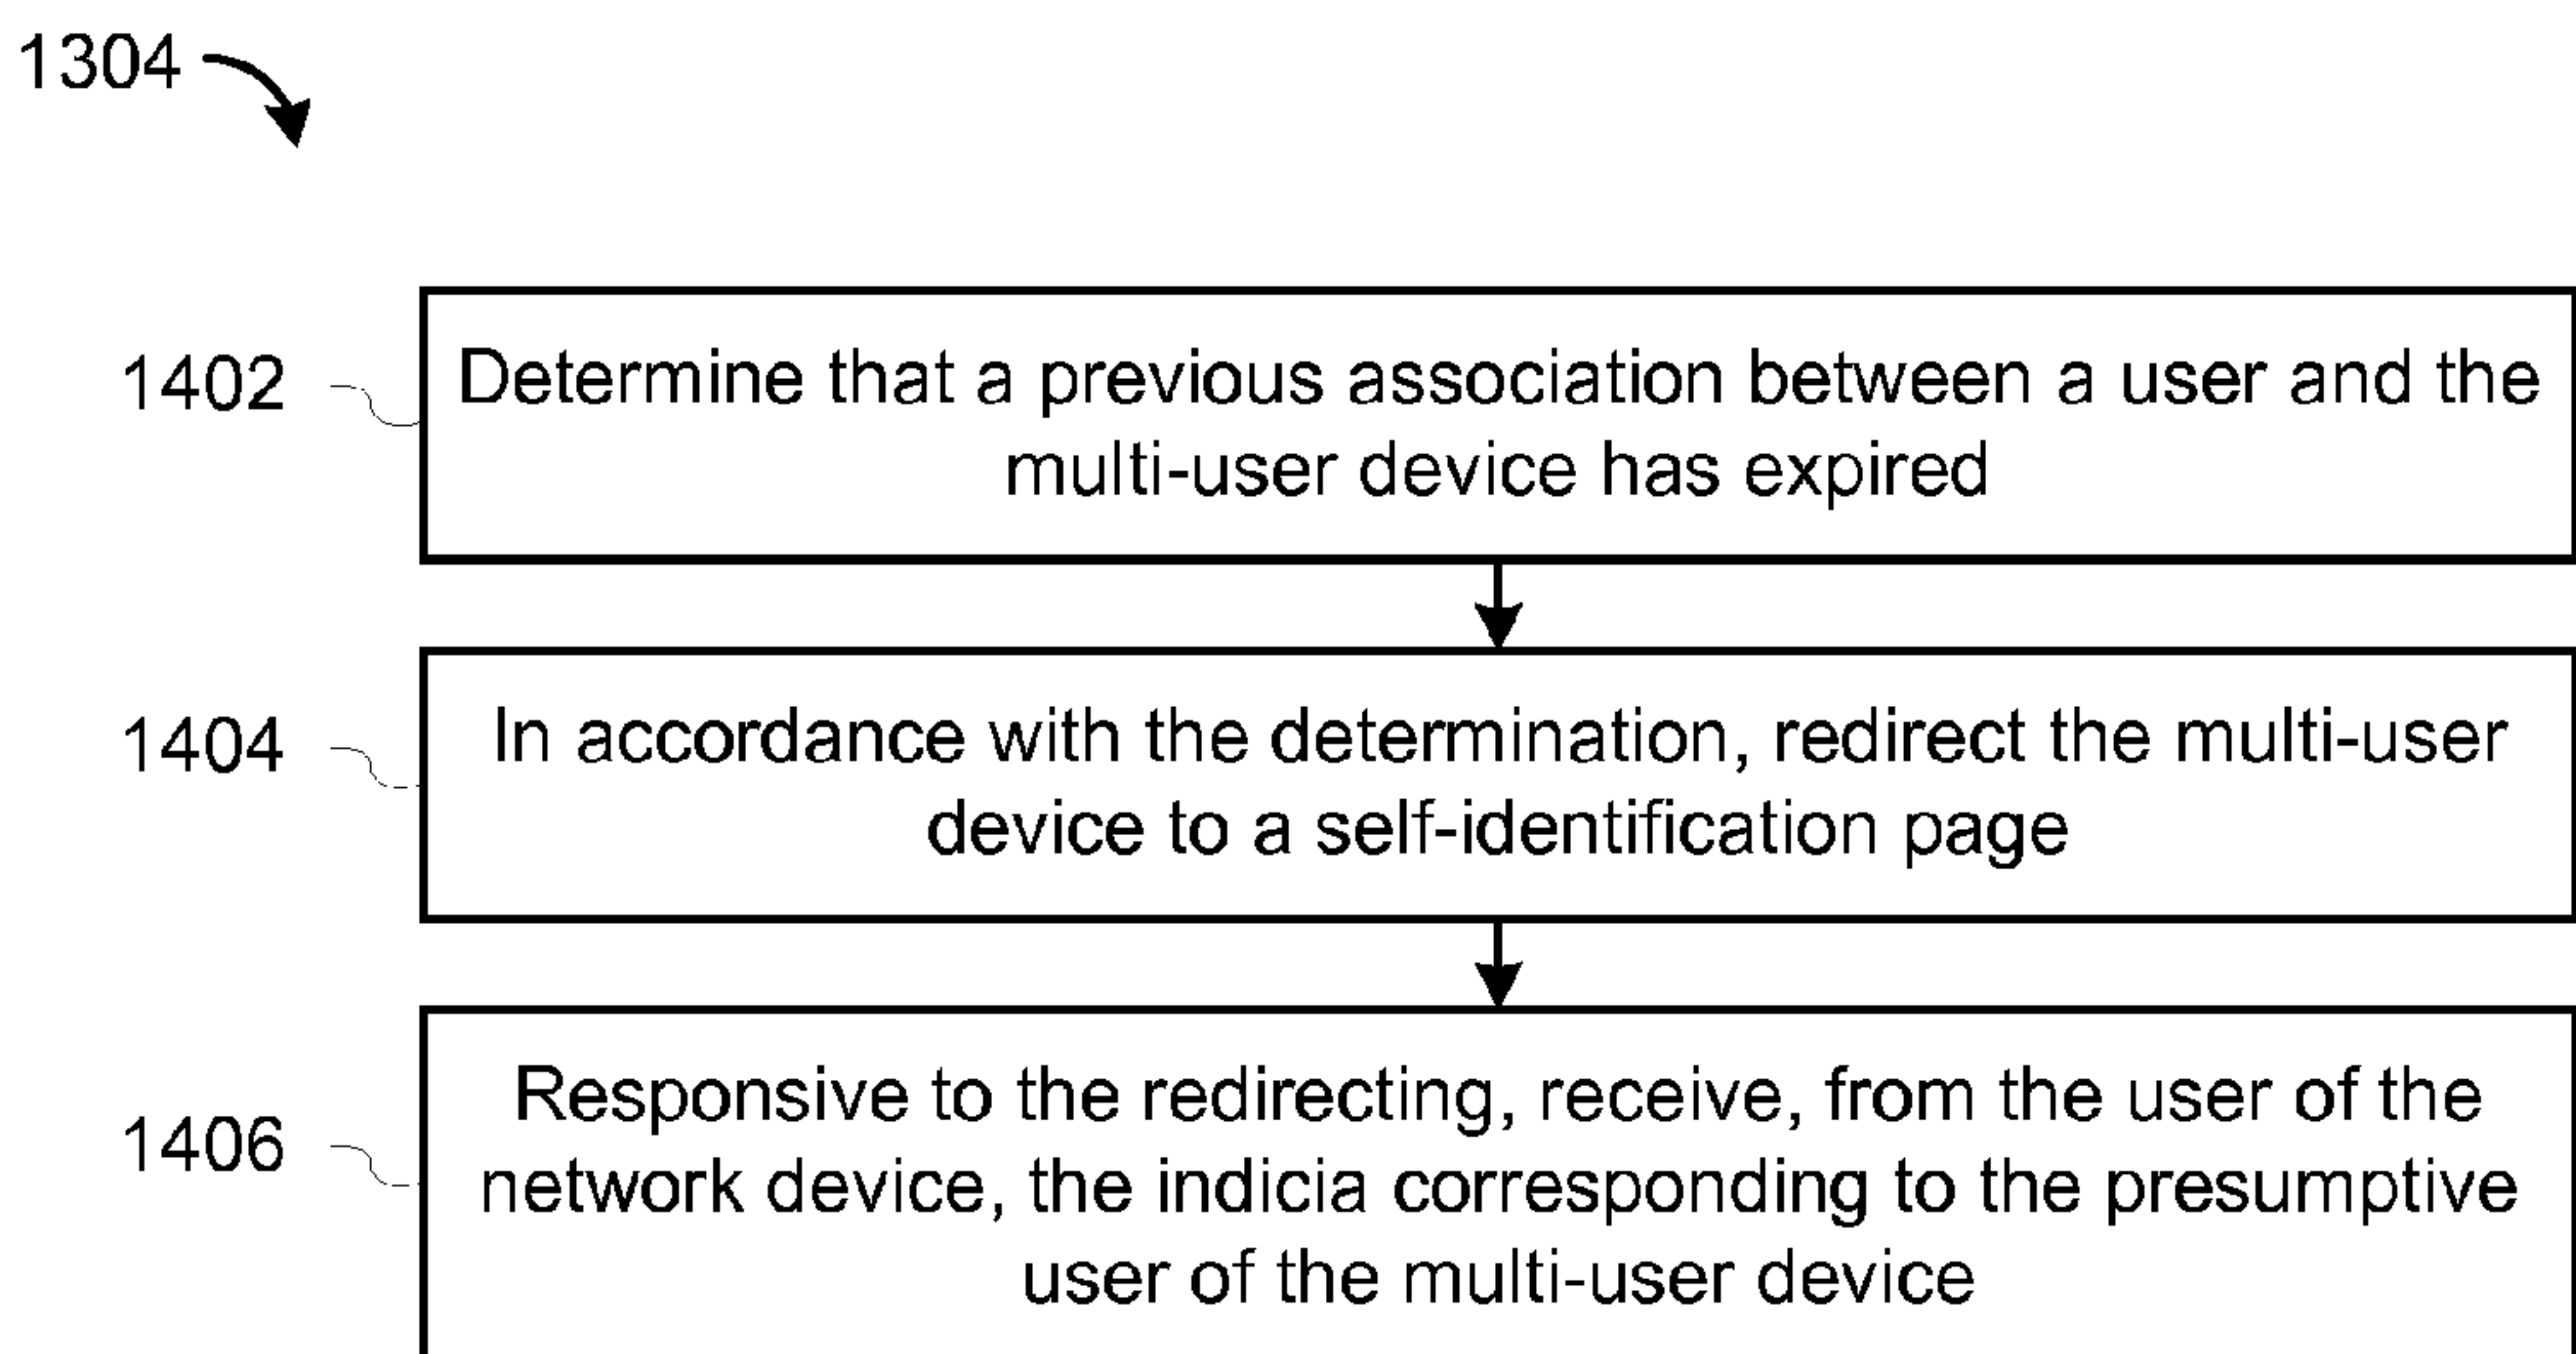 1304
1402
Determine that a previous association between a user and the
multi-user device has expired
1404
In accordance with the determination, redirect the multi-user
device to a self-identification page
1406
Responsive to the redirecting, receive, from the user of the
network device, the indicia corresponding to the presumptive
user of the multi-user device